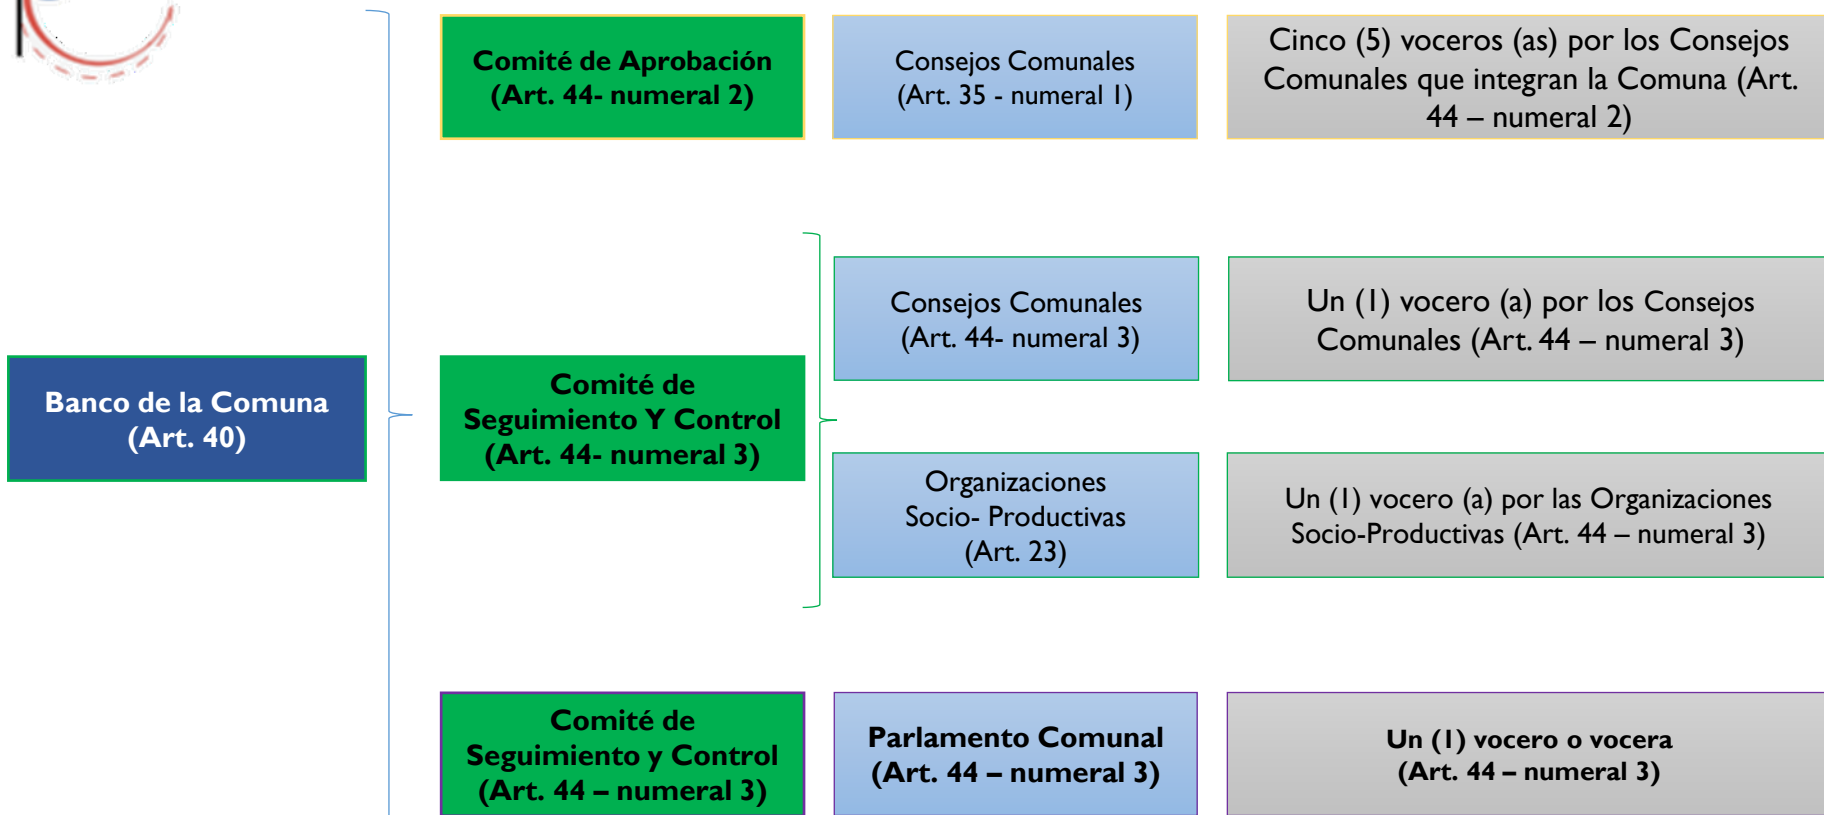 Comité de Aprobación
(Art. 44- numeral 2)
Consejos Comunales
(Art. 35 - numeral 1)
Cinco (5) voceros (as) por los Consejos
Comunales que integran la Comuna (Art.
44 – numeral 2)
Banco de la Comuna
(Art. 40)
Comité de
Seguimiento Y Control
(Art. 44- numeral 3)
Consejos Comunales
(Art. 44- numeral 3)
Un (1) vocero (a) por los Consejos
Comunales (Art. 44 – numeral 3)
Organizaciones
Socio- Productivas
(Art. 23)
Un (1) vocero (a) por las Organizaciones
Socio-Productivas (Art. 44 – numeral 3)
Comité de
Seguimiento y Control
(Art. 44 – numeral 3)
Parlamento Comunal
(Art. 44 – numeral 3)
Un (1) vocero o vocera
(Art. 44 – numeral 3)